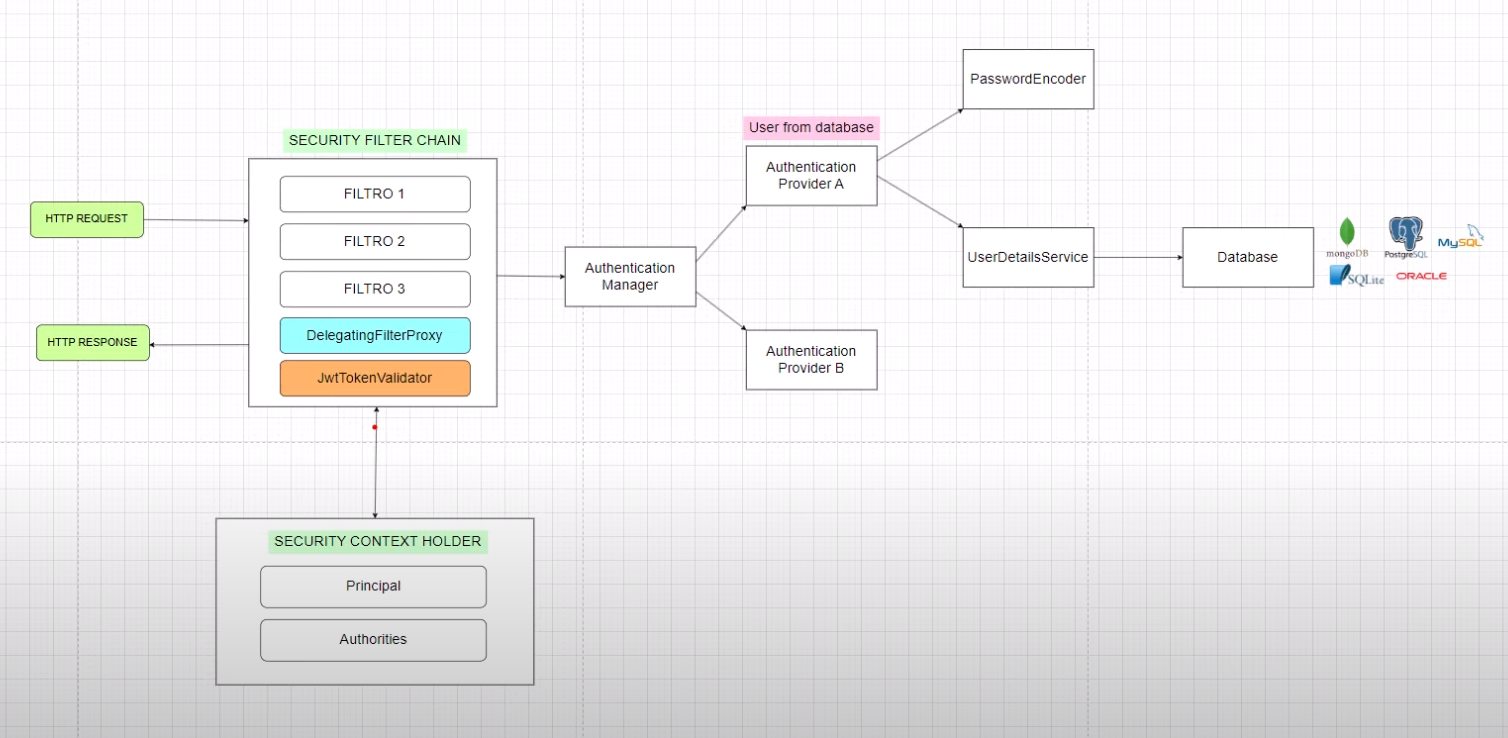 PasswordEncoder
User from database
SECURITY FILTER CHAIN
Authentication
Provider A
FILTRO 1
HTTP REQUEST
FILTRO 2
Authentication
Manager
UserDetailsService
Database
mongoDB
PostgreSQL
MySQL
SQLite
ORACLE
FILTRO 3
DelegatingFilterProxy
HTTP RESPONSE
Authentication
Provider B
JwtTokenValidator
SECURITY CONTEXT HOLDER
Principal
Authorities